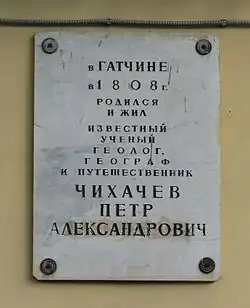 в ГАТЧИНЕ
в 1808 г.
РОДИЛСЯ
И ЖИЛ
ИЗВЕСТНЫЙ
УЧЕНЫЙ
ГЕОЛОГ,
ГЕОГРАФ
И ПУТЕШЕСТВЕННИК
ЧИХАЧЕВ
ПЕТР
АЛЕКСАНДРОВИЧ